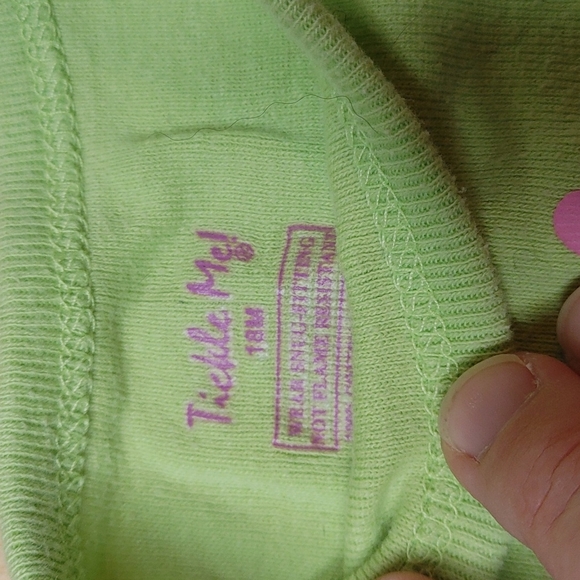 Tickle Me!
18M
WEAR SNUG-FITTING
NOT FLAME RESISTANT